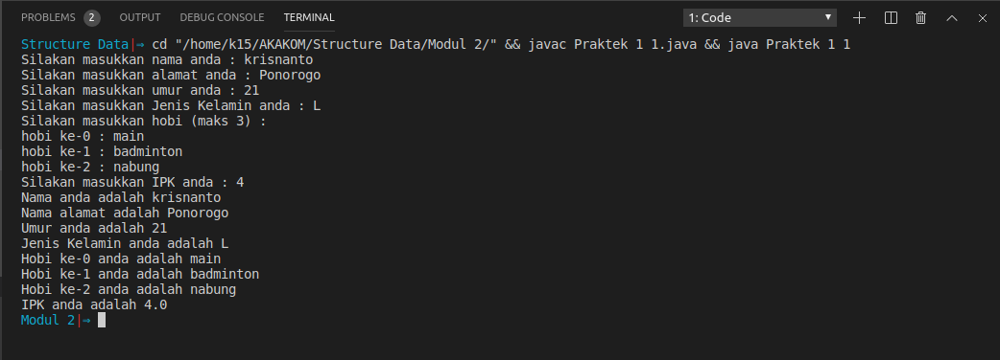 PROBLEMS 2 OUTPUT DEBUG CONSOLE TERMINAL 1: Code
Structure Data|⇒ cd "/home/k15/AKAKOM/Structure Data/Modul 2/" && javac Praktek 1 1.java && java Praktek 1 1
Silakan masukkan nama anda : krisnanto
Silakan masukkan alamat anda : Ponorogo
Silakan masukkan umur anda : 21
Silakan masukkan Jenis Kelamin anda : L
Silakan masukkan hobi (maks 3) :
hobi ke-0 : main
hobi ke-1 : badminton
hobi ke-2 : nabung
Silakan masukkan IPK anda : 4
Nama anda adalah krisnanto
Nama alamat adalah Ponorogo
Umur anda adalah 21
Jenis Kelamin anda adalah L
Hobi ke-0 anda adalah main
Hobi ke-1 anda adalah badminton
Hobi ke-2 anda adalah nabung
IPK anda adalah 4.0
Modul 2|⇒